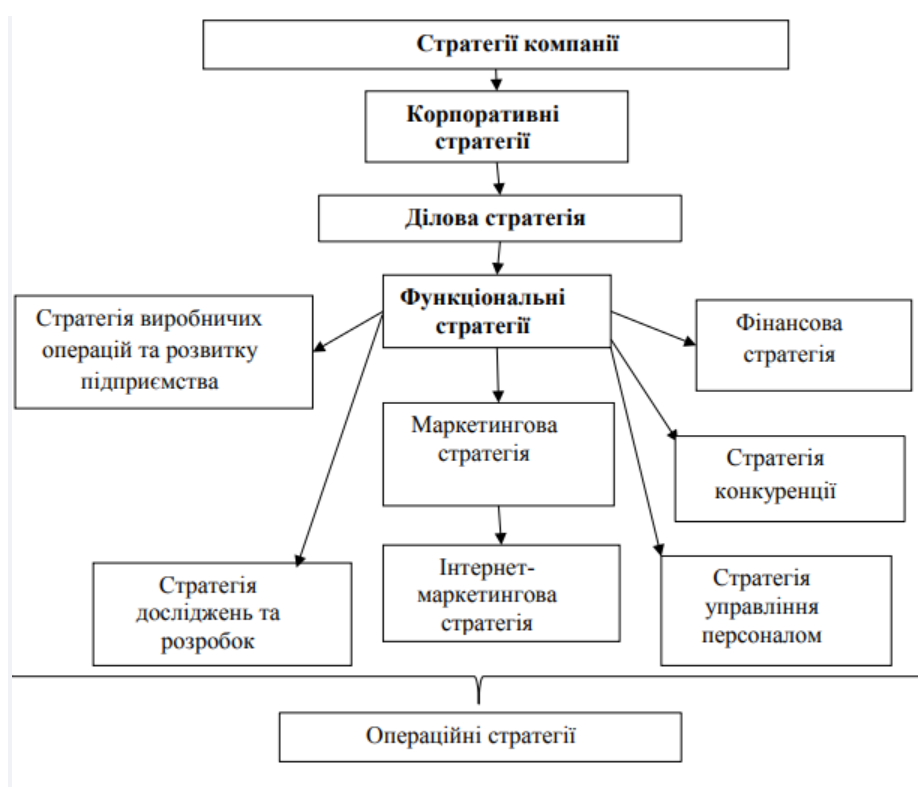 Стратегії компанії
Корпоративні
стратегії
Ділова стратегія
Функціональні
стратегії
Стратегія виробничих
операцій та розвитку
підприємства
Фінансова
стратегія
Маркетингова
стратегія
Стратегія
конкуренції
Стратегія
досліджень та
розробок
Інтернет-
маркетингова
стратегія
Стратегія
управління
персоналом
Операційні стратегії